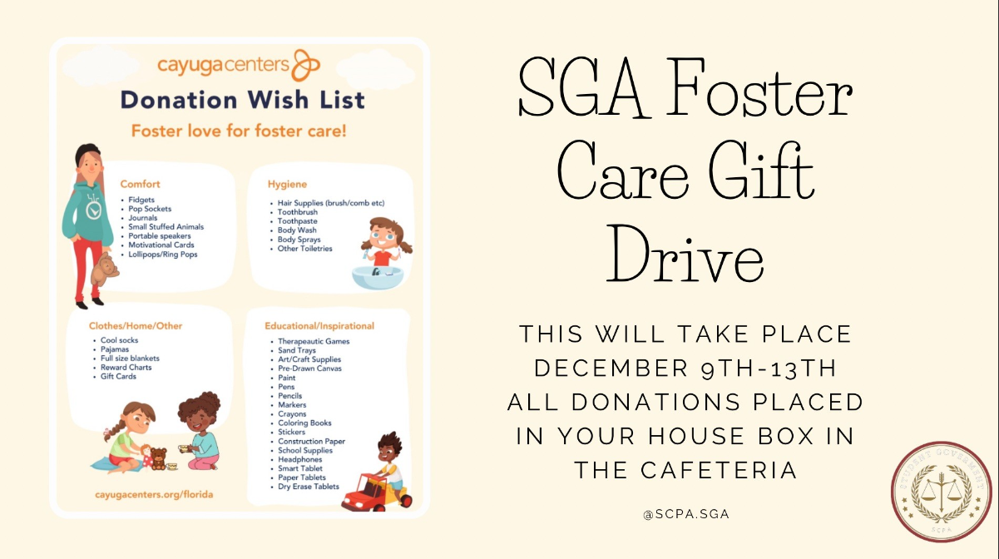 cayugacenters
Donation Wish List
Foster love for foster care!
Comfort
• Fidgets
• Pop Sockets
• Journals
• Small Stuffed Animals
• Portable speakers
• Motivational Cards
• Lollipops/Ring Pops
Hygiene
• Hair Supplies (brush/comb etc)
• Toothbrush
• Toothpaste
• Body Wash
• Body Sprays
• Other Toiletries
Clothes/Home/Other
• Cool socks
• Pajamas
• Full size blankets
• Reward Charts
• Gift Cards
Educational/Inspirational
• Therapeautic Games
• Sand Trays
• Art/Craft Supplies
• Pre-Drawn Canvas
• Paint
• Pens
• Pencils
• Markers
• Crayons
• Coloring Books
• Stickers
• Construction Paper
• School Supplies
• Headphones
• Smart Tablet
• Paper Tablets
• Dry Erase Tablets
cayugacenters.org/florida
SGA Foster
Care Gift
Drive
THIS WILL TAKE PLACE
DECEMBER 9TH-13TH
ALL DONATIONS PLACED
IN YOUR HOUSE BOX IN
THE CAFETERIA
@SCPA.SGA
SCPA